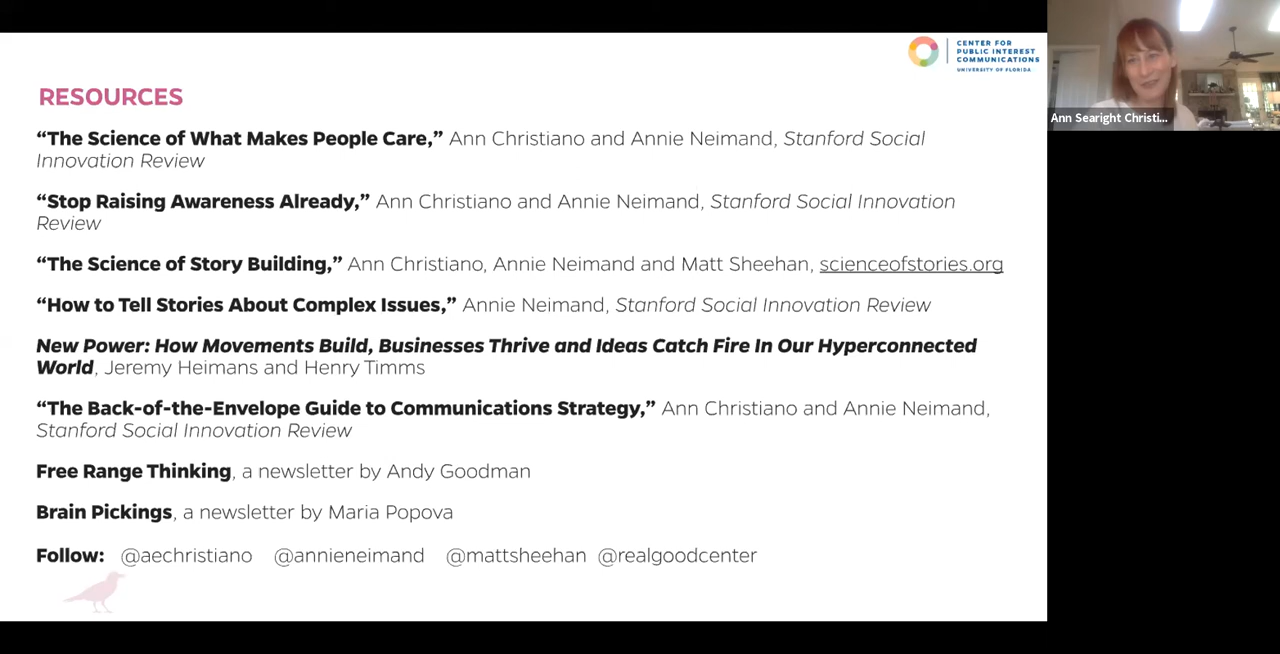 CENTER FOR
PUBLIC INTEREST
COMMUNICATIONS
UNIVERSITY OF FLORIDA
Ann Searight Christi...
RESOURCES
“The Science of What Makes People Care,” Ann Christiano and Annie Neimand, Stanford Social
Innovation Review
“Stop Raising Awareness Already,” Ann Christiano and Annie Neimand, Stanford Social Innovation
Review
“The Science of Story Building,” Ann Christiano, Annie Neimand and Matt Sheehan, scienceofstories.org
“How to Tell Stories About Complex Issues,” Annie Neimand, Stanford Social Innovation Review
New Power: How Movements Build, Businesses Thrive and Ideas Catch Fire In Our Hyperconnected
World, Jeremy Heimans and Henry Timms
“The Back-of-the-Envelope Guide to Communications Strategy,” Ann Christiano and Annie Neimand,
Stanford Social Innovation Review
Free Range Thinking, a newsletter by Andy Goodman
Brain Pickings, a newsletter by Maria Popova
Follow: @aechristiano @annieneimand @mattsheehan @realgoodcenter